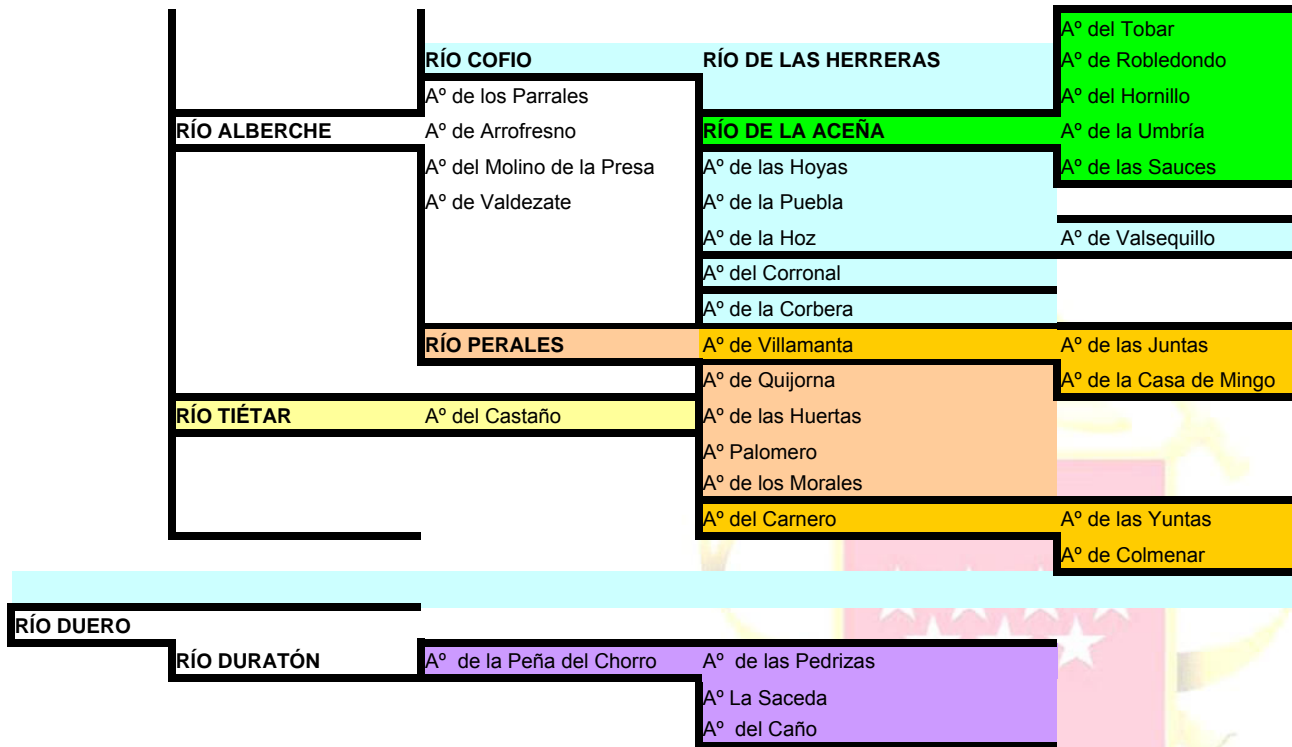 Aº del Tobar
RÍO COFIO RÍO DE LAS HERRERAS Aº de Robledondo
Aº de los Parrales Aº del Hornillo
RÍO ALBERCHE Aº de Arrofresno RÍO DE LA ACEÑA Aº de la Umbría
Aº del Molino de la Presa Aº de las Hoyas Aº de las Sauces
Aº de Valdezate Aº de la Puebla
Aº de la Hoz Aº de Valsequillo
Aº del Corronal
Aº de la Corbera
RÍO PERALES Aº de Villamanta Aº de las Juntas
Aº de Quijorna Aº de la Casa de Mingo
RÍO TIÉTAR Aº del Castaño Aº de las Huertas
Aº Palomero
Aº de los Morales
Aº del Carnero Aº de las Yuntas
Aº de Colmenar
RÍO DUERO
RÍO DURATÓN Aº de la Peña del Chorro Aº de las Pedrizas
Aº La Saceda
Aº del Caño